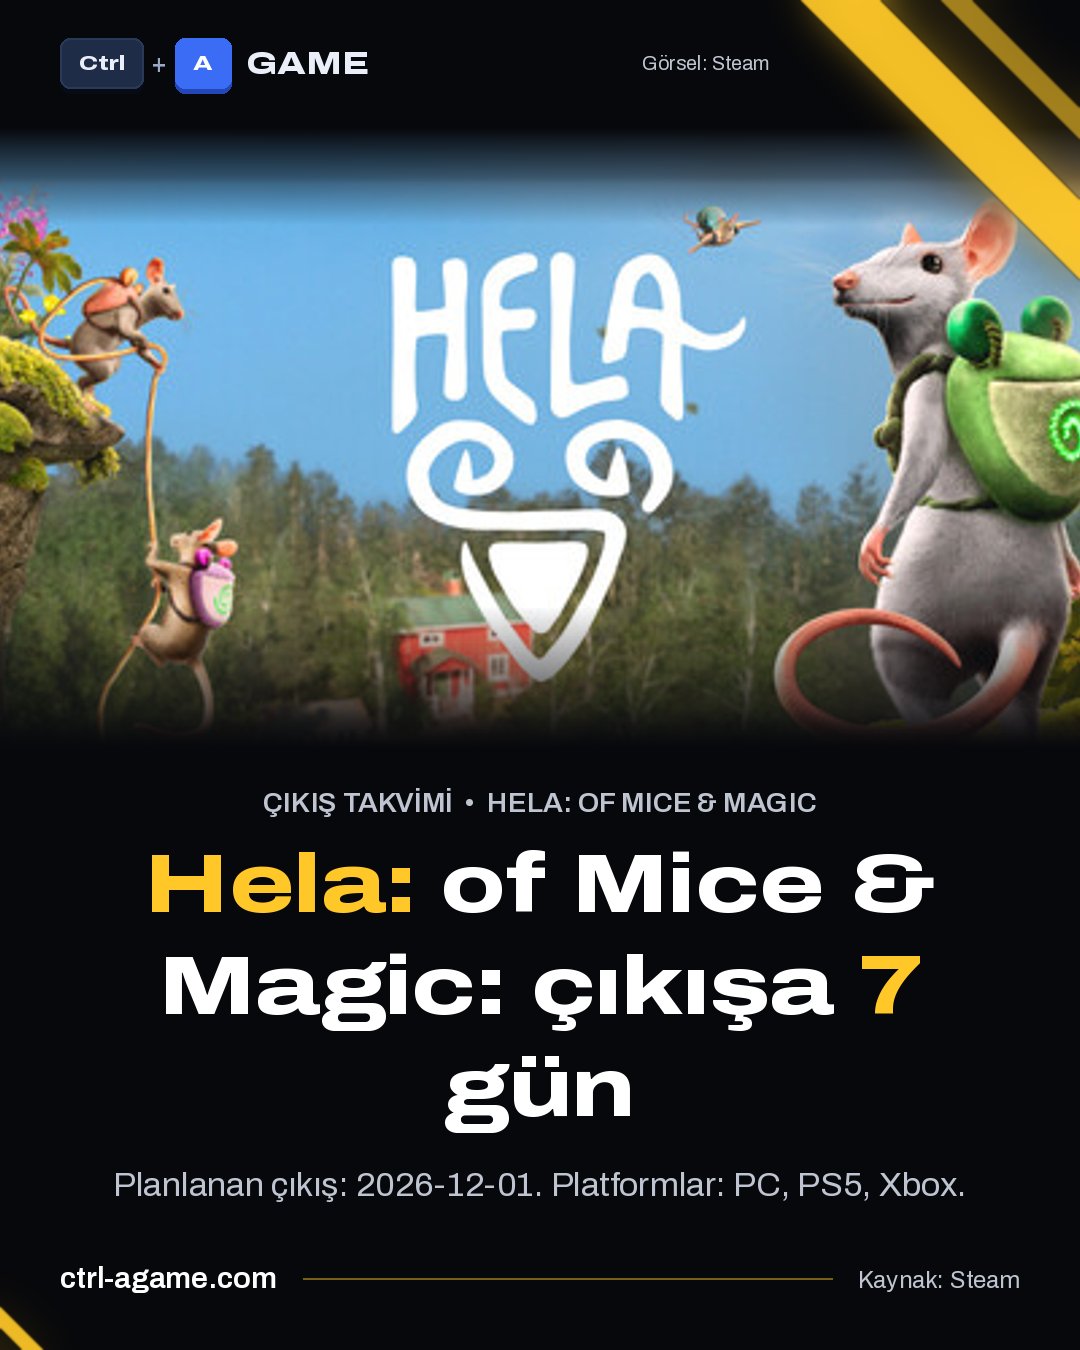 Ctrl + A GAME
Görsel: Steam
HELA
ÇIKIŞ TAKVİMİ • HELA: OF MICE & MAGIC
Hela: of Mice &
Magic: çıkışa 7
gün
Planlanan çıkış: 2026-12-01. Platformlar: PC, PS5, Xbox.
ctrl-agame.com
Kaynak: Steam